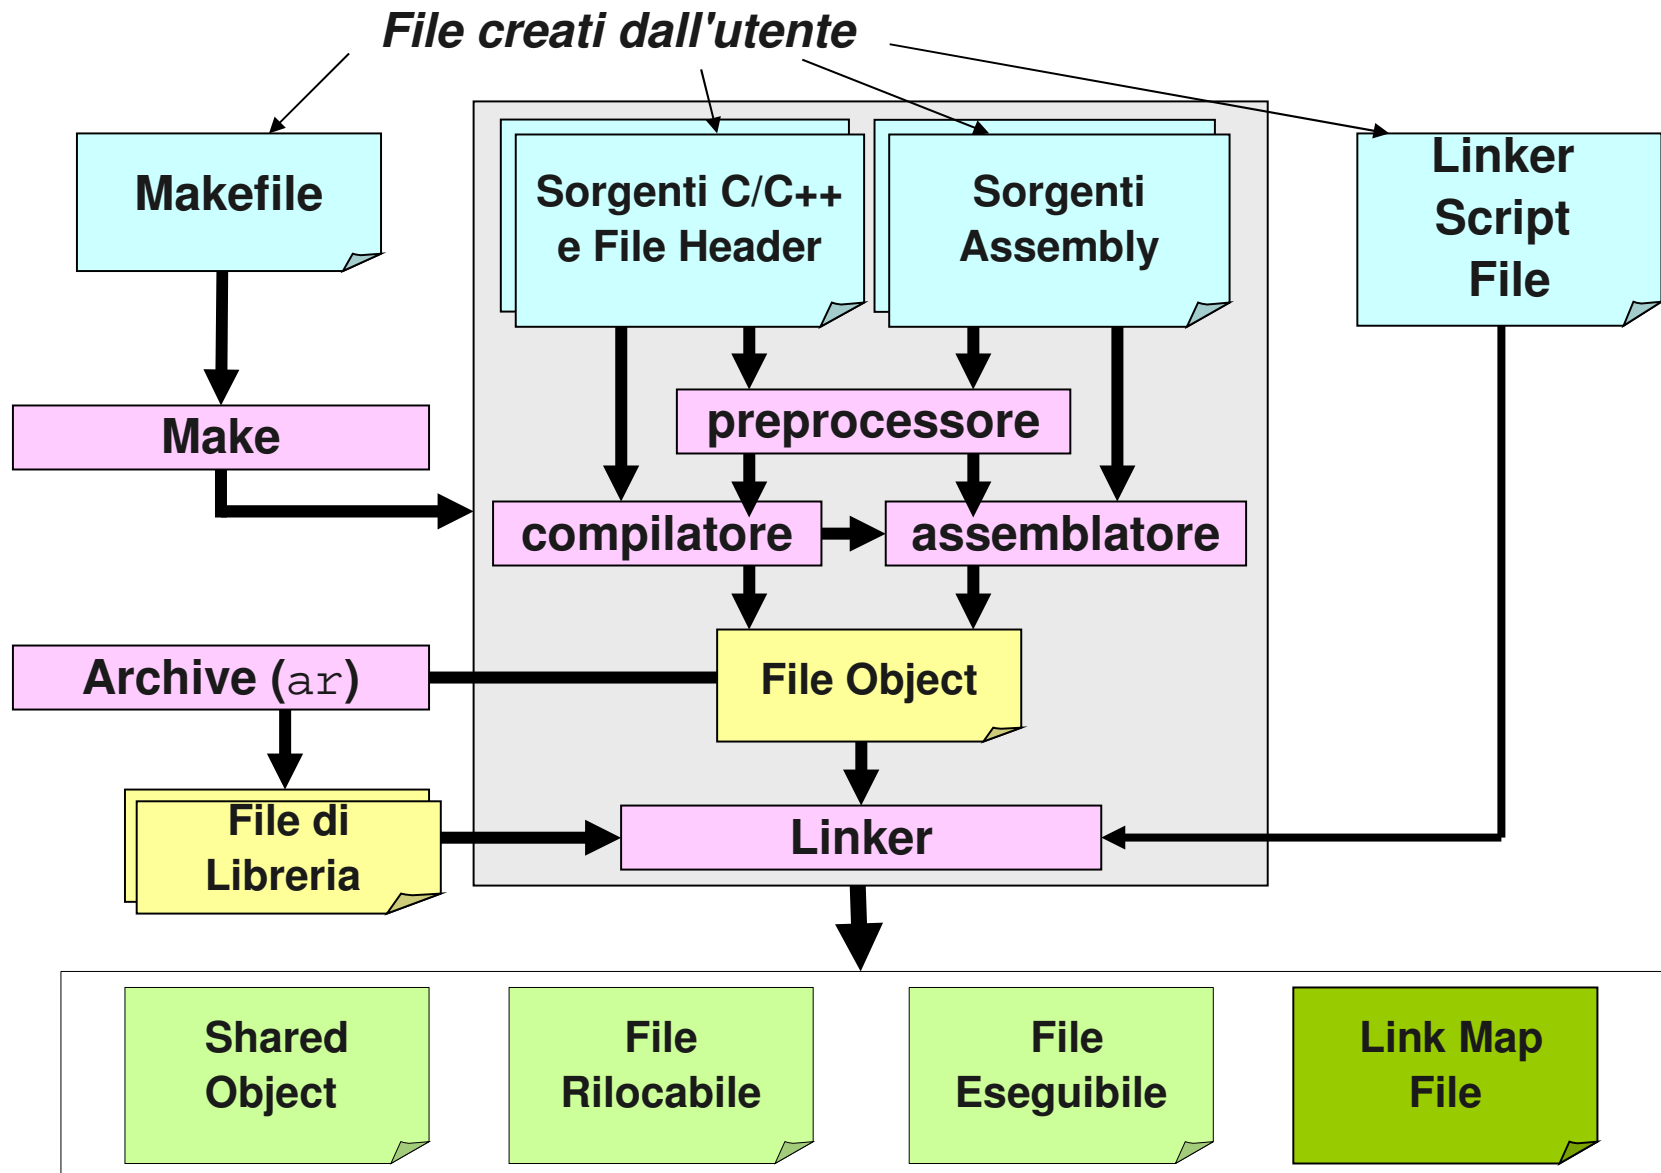 File creati dall'utente
Makefile
Sorgenti C/C++
e File Header
Sorgenti
Assembly
Linker
Script
File
Make
preprocessore
compilatore
assemblatore
Archive (ar)
File Object
File di
Libreria
Linker
Shared
Object
File
Rilocabile
File
Eseguibile
Link Map
File